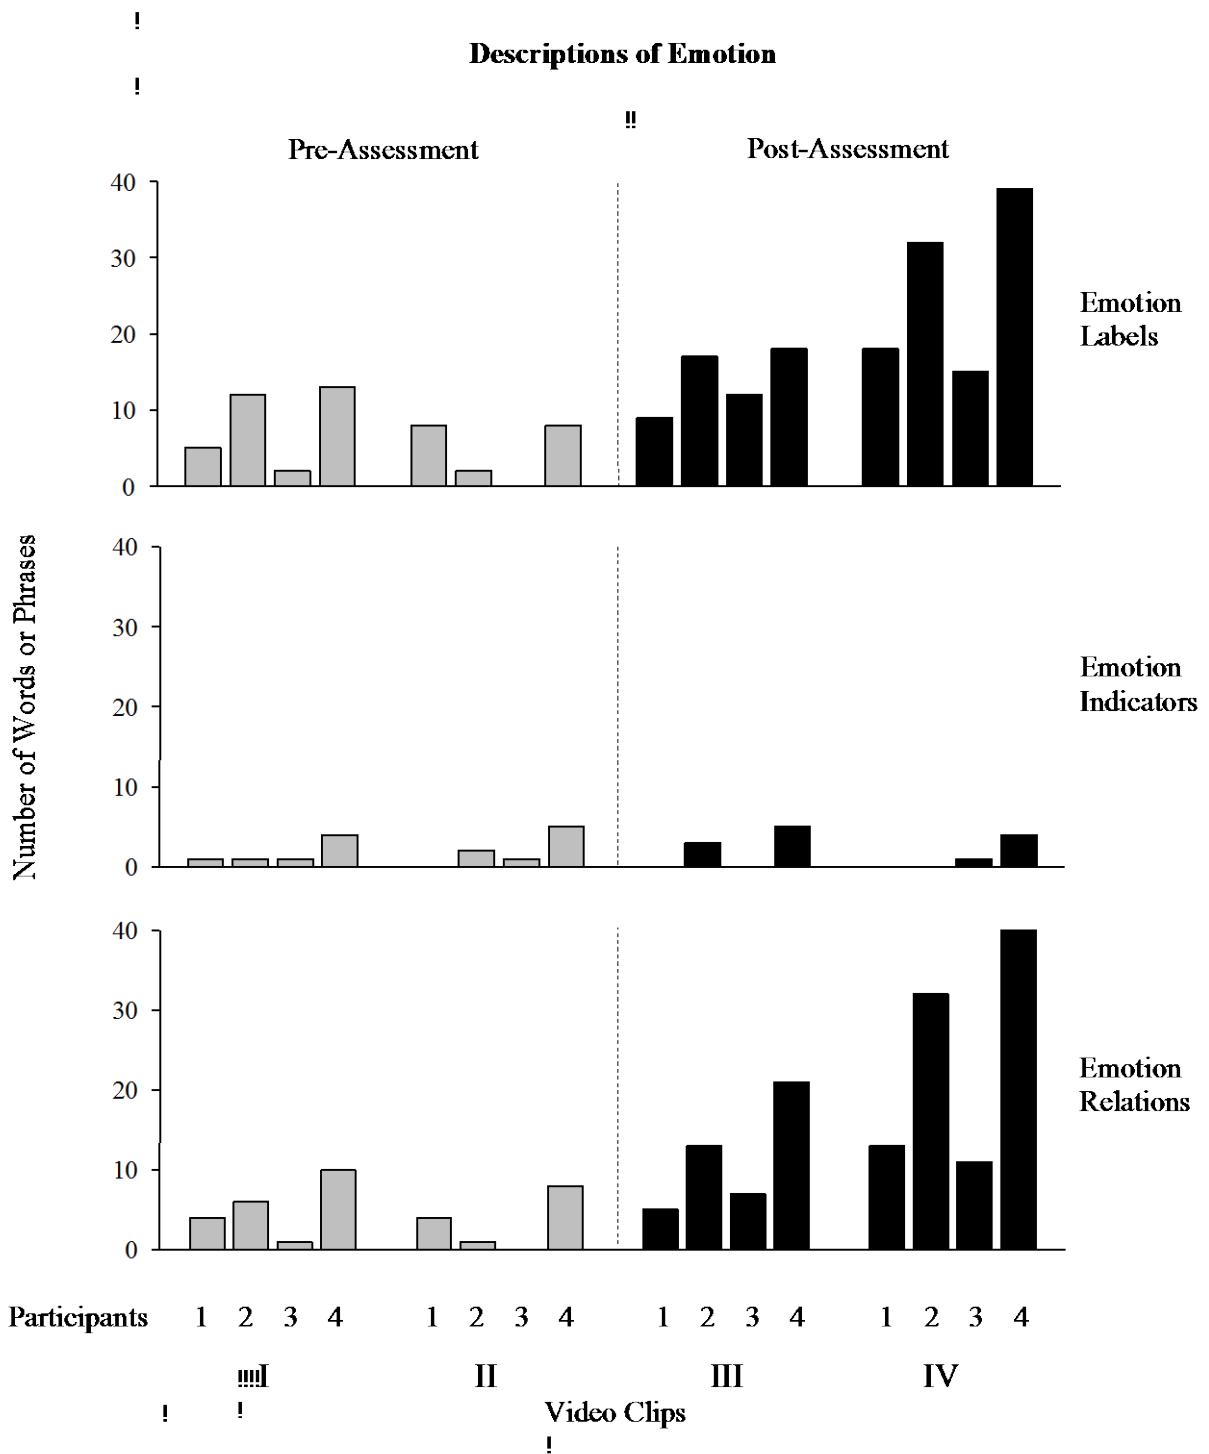 !
Descriptions of Emotion
!
!!
Pre-Assessment Post-Assessment
40
30
20
10
0
Emotion
Labels
Number of Words or Phrases
40
30
20
10
0
Emotion
Indicators
40
30
20
10
0
Emotion
Relations
Participants 1 2 3 4 1 2 3 4 1 2 3 4 1 2 3 4
!!!!I II III IV
! ! Video Clips
!